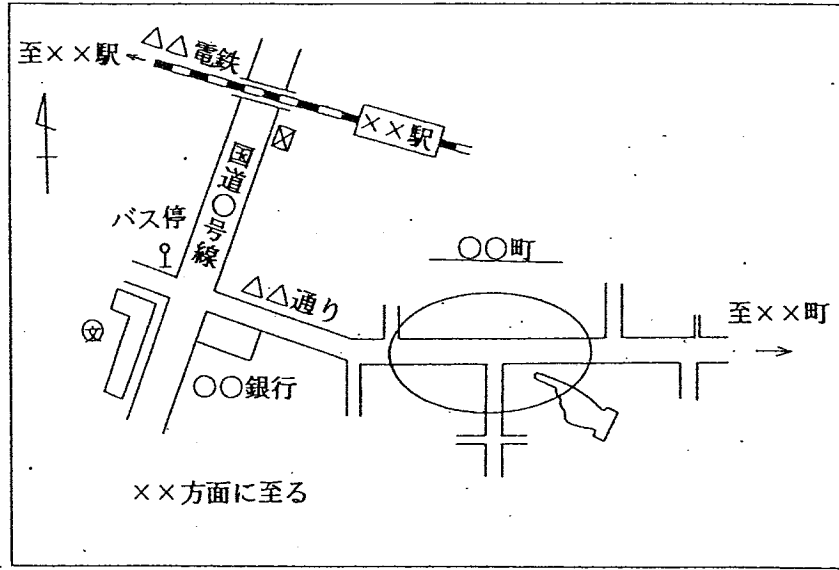 △△電鉄
至××駅
××駅
国道○号線
バス停
○○町
△△通り
至××町
文
○○銀行
××方面に至る